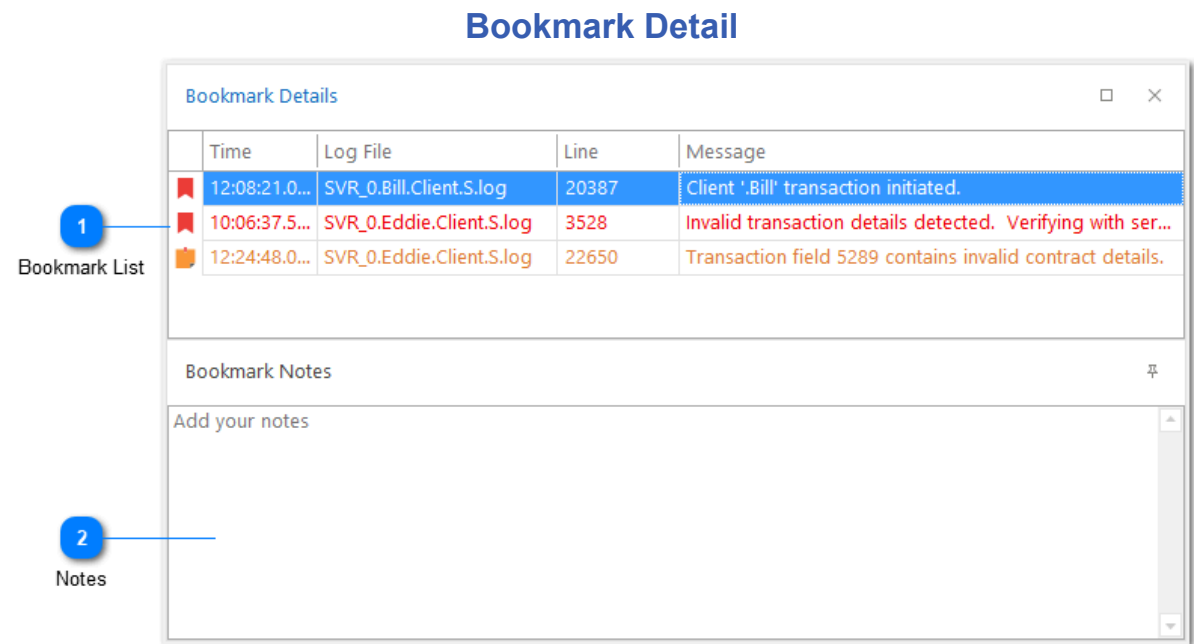 Bookmark Detail
Bookmark Details
Time Log File Line Message
12:08:21.0... SVR_0.Bill.Client.S.log 20387 Client '.Bill' transaction initiated.
1
Bookmark List
10:06:37.5... SVR_0.Eddie.Client.S.log 3528 Invalid transaction details detected.  Verifying with ser...
12:24:48.0... SVR_0.Eddie.Client.S.log 22650 Transaction field 5289 contains invalid contract details.
Bookmark Notes
Add your notes
2
Notes